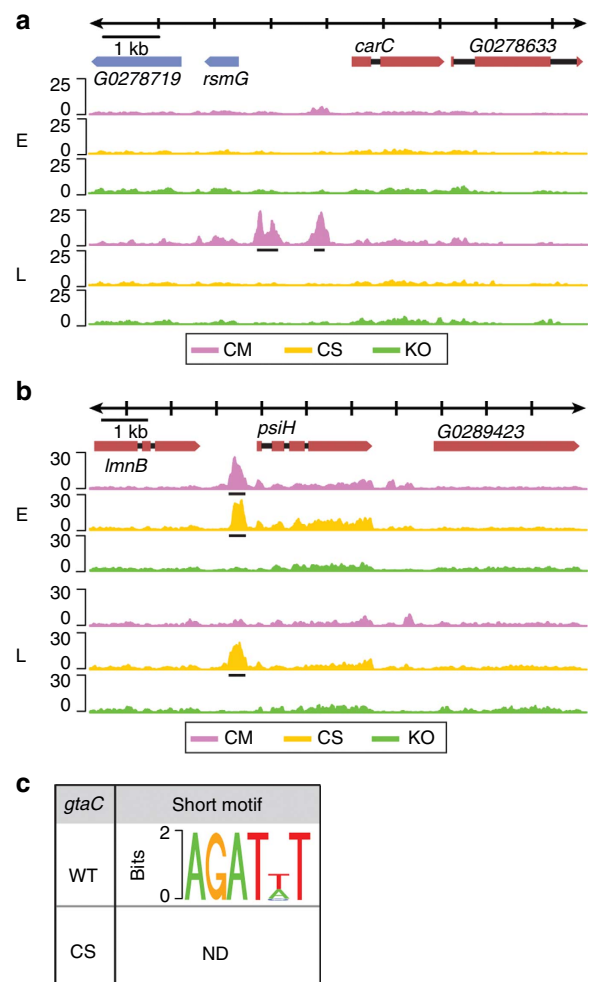 a
1 kb
carC
G0278633
G0278719
rsmG
25
0
E
25
0
25
0
25
0
L
25
0
25
0
CM
CS
KO
b
1 kb
psiH
G0289423
lmnB
30
0
E
30
0
30
0
30
0
L
30
0
30
0
CM
CS
KO
c
gtaC
Short motif
WT
Bits
2
0
AGATTT
A
CS
ND